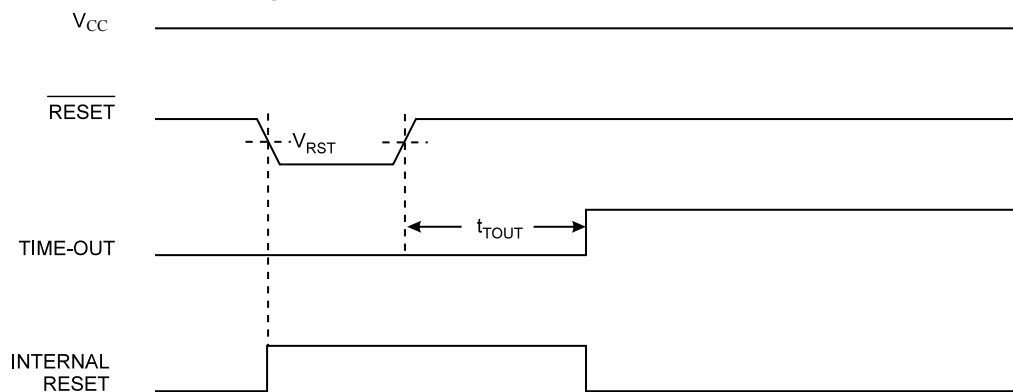 VCC
RESET
VRST
tTOUT
TIME-OUT
INTERNAL
RESET